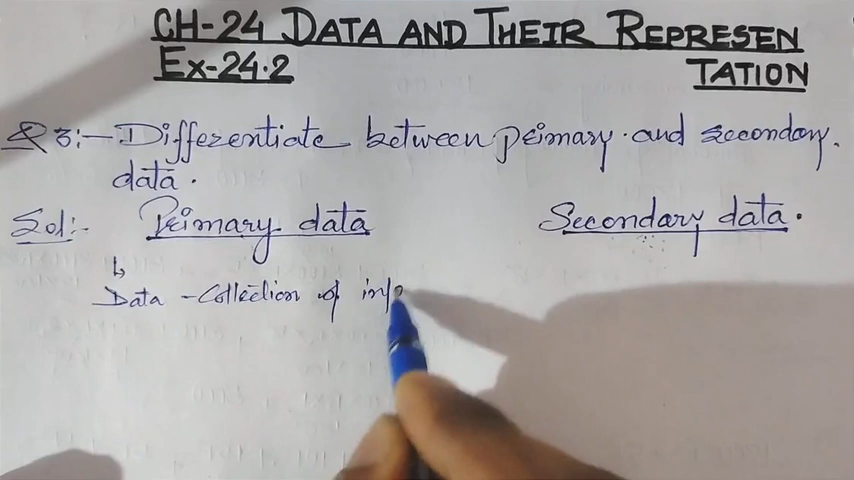 CH-24 DATA AND THEIR REPRESEN
Ex-24.2 TATION
Q 3:- Differentiate between primary and secondary
data.
Sol:- Primary data Secondary data.
↳
Data - Collection of info